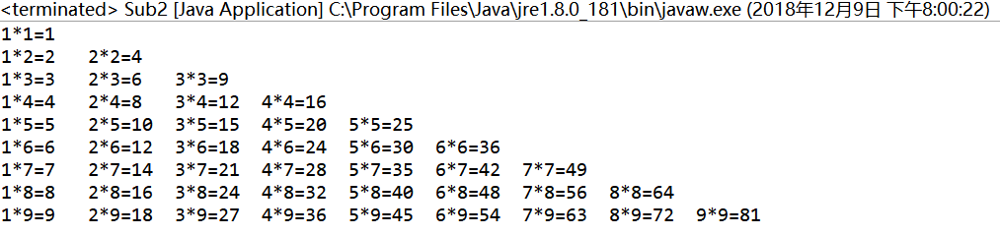 <terminated> Sub2 [Java Application] C:\Program Files\Java\jre1.8.0_181\bin\javaw.exe (2018年12月9日 下午8:00:22)
1*1=1
1*2=2 2*2=4
1*3=3 2*3=6 3*3=9
1*4=4 2*4=8 3*4=12 4*4=16
1*5=5 2*5=10 3*5=15 4*5=20 5*5=25
1*6=6 2*6=12 3*6=18 4*6=24 5*6=30 6*6=36
1*7=7 2*7=14 3*7=21 4*7=28 5*7=35 6*7=42 7*7=49
1*8=8 2*8=16 3*8=24 4*8=32 5*8=40 6*8=48 7*8=56 8*8=64
1*9=9 2*9=18 3*9=27 4*9=36 5*9=45 6*9=54 7*9=63 8*9=72 9*9=81